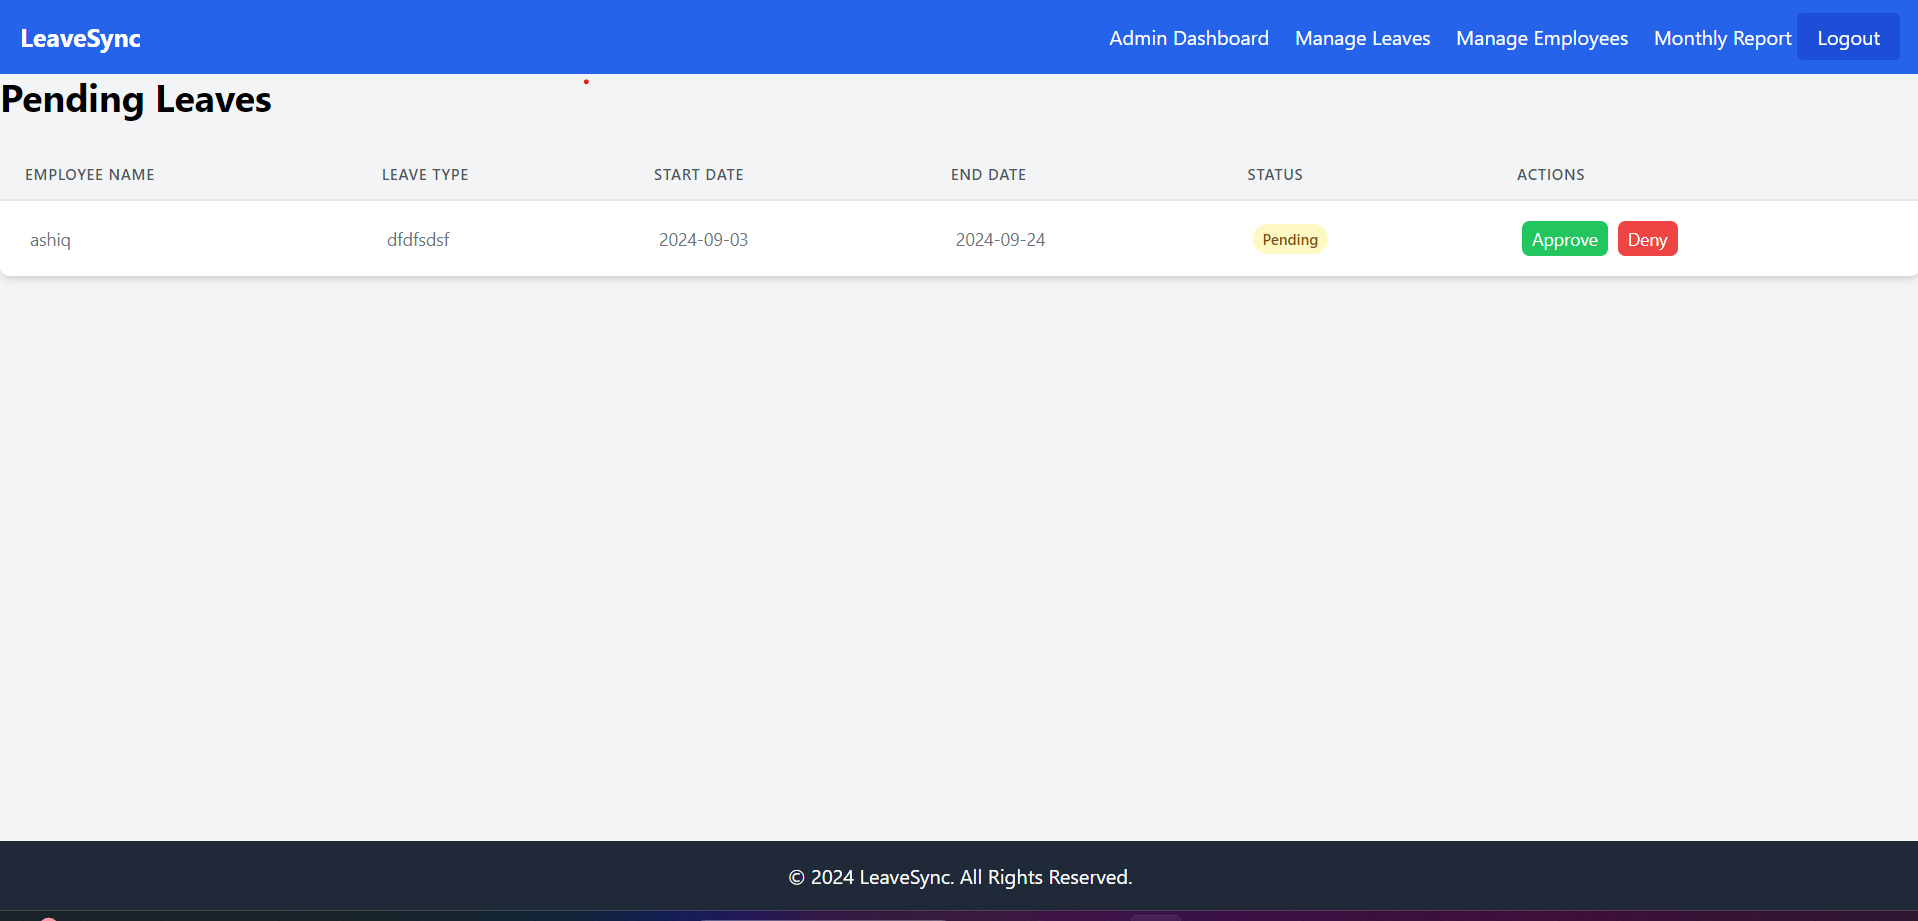 LeaveSync Admin Dashboard Manage Leaves Manage Employees Monthly Report Logout
Pending Leaves
EMPLOYEE NAME LEAVE TYPE START DATE END DATE STATUS ACTIONS
ashiq dfdfsdsf 2024-09-03 2024-09-24 Pending Approve Deny
© 2024 LeaveSync. All Rights Reserved.